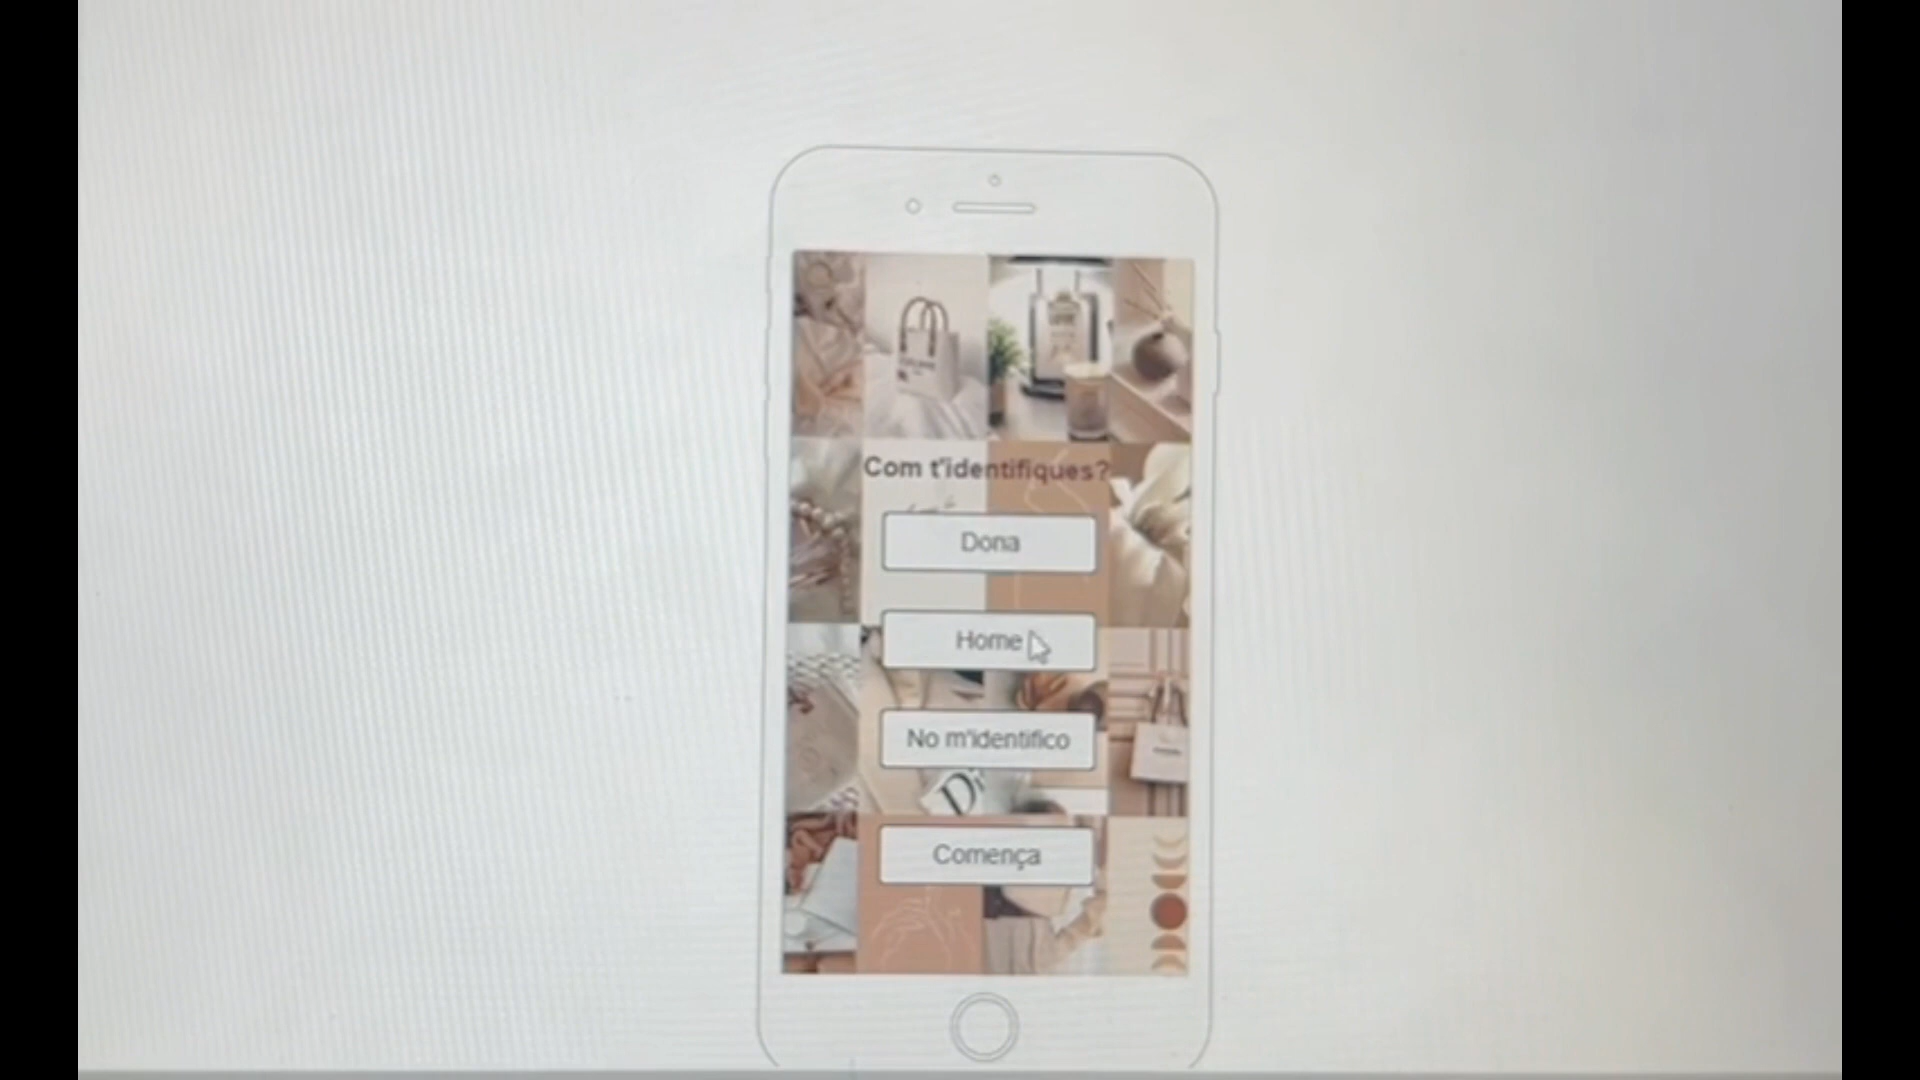 Com t'identifiques?
Dona
Home
No m'identifico
Comença